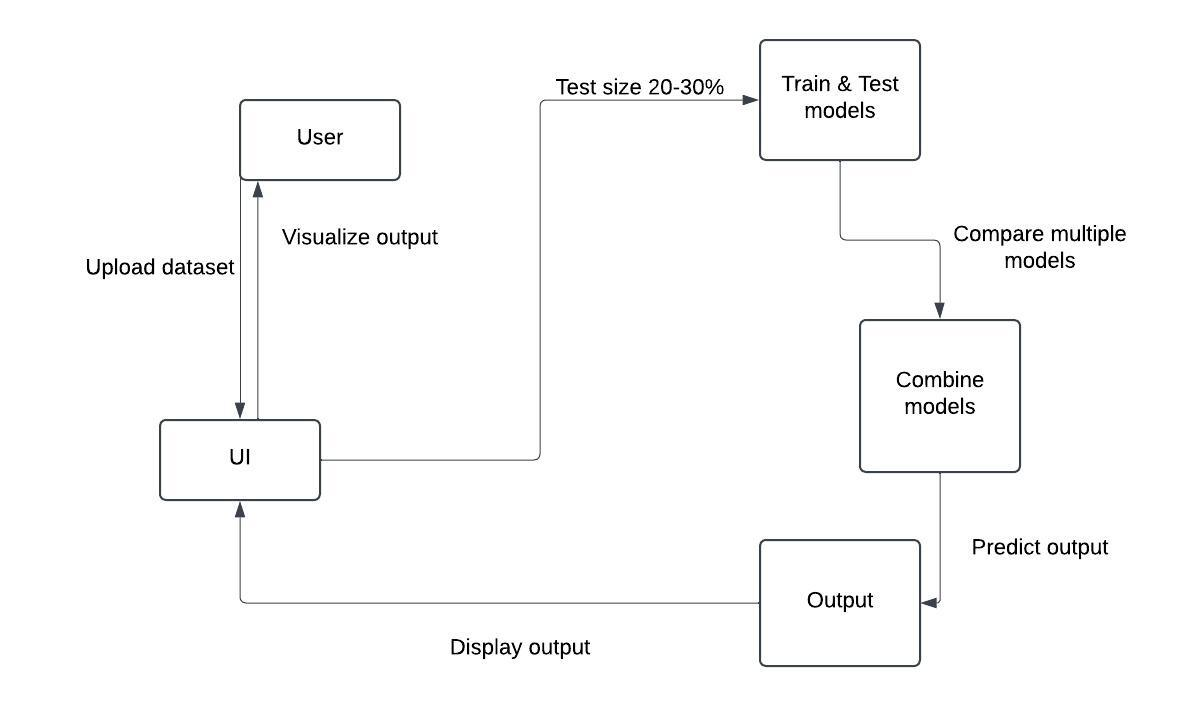 Test size 20-30%
Train & Test
models
User
Visualize output
Upload dataset
Compare multiple
models
Combine
models
UI
Predict output
Output
Display output